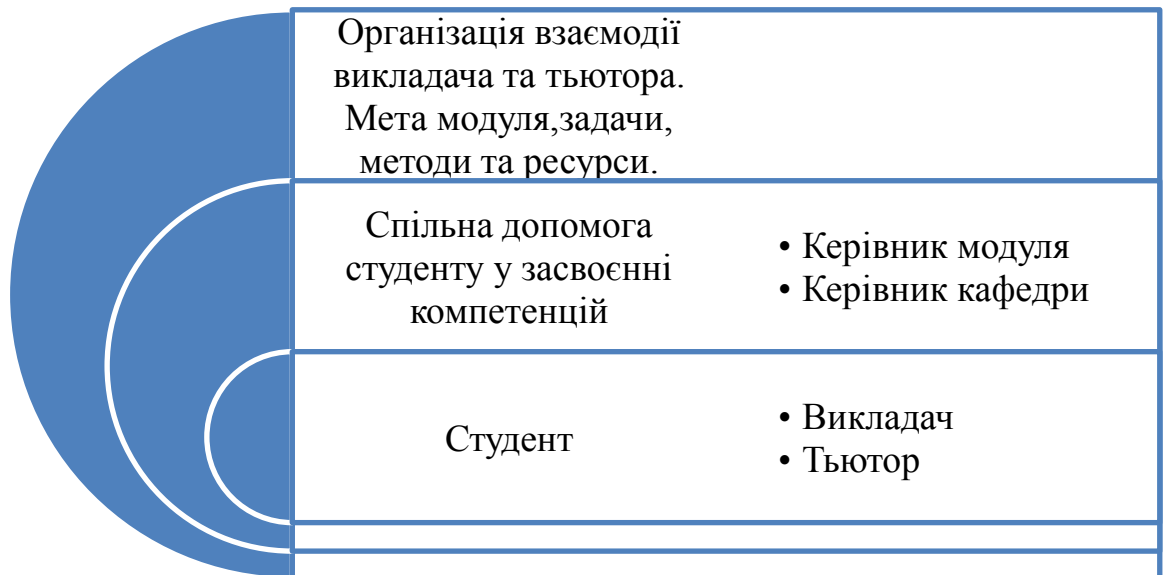 Організація взаємодії
викладача та тьютора.
Мета модуля,задачи,
методи та ресурси.
Спільна допомога
студенту у засвоєнні
компетенцій
• Керівник модуля
• Керівник кафедри
Студент
• Викладач
• Тьютор